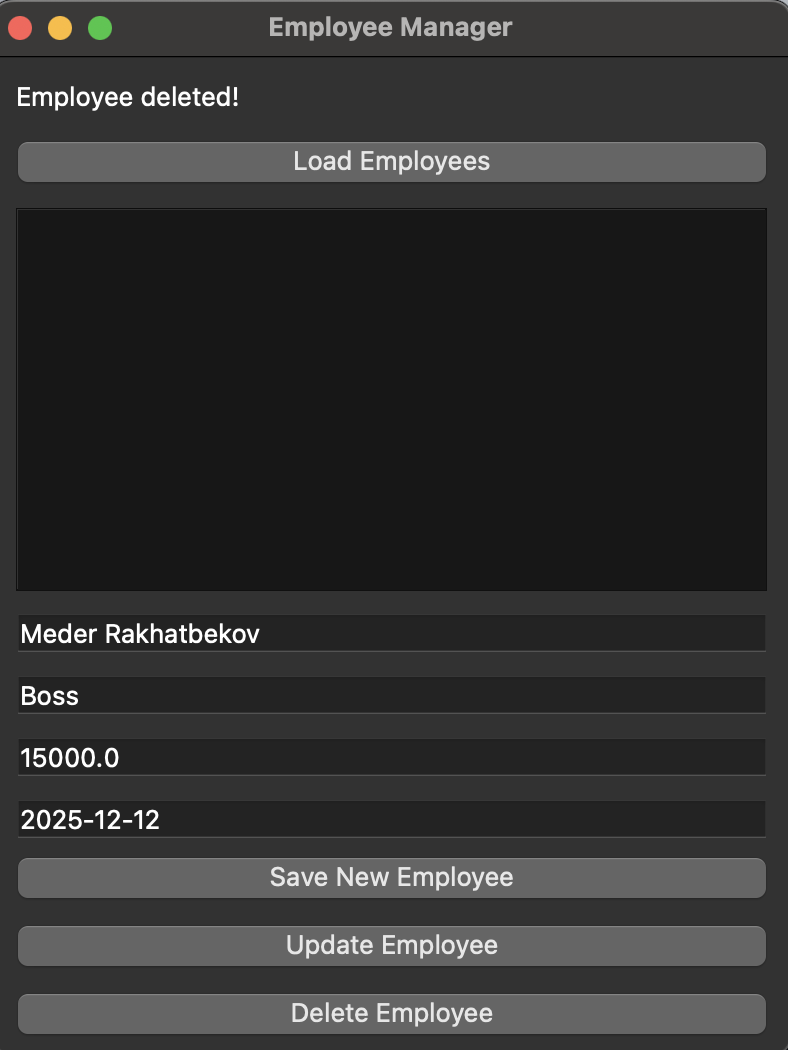 Employee Manager
Employee deleted!
Load Employees
Meder Rakhatbekov
Boss
15000.0
2025-12-12
Save New Employee
Update Employee
Delete Employee